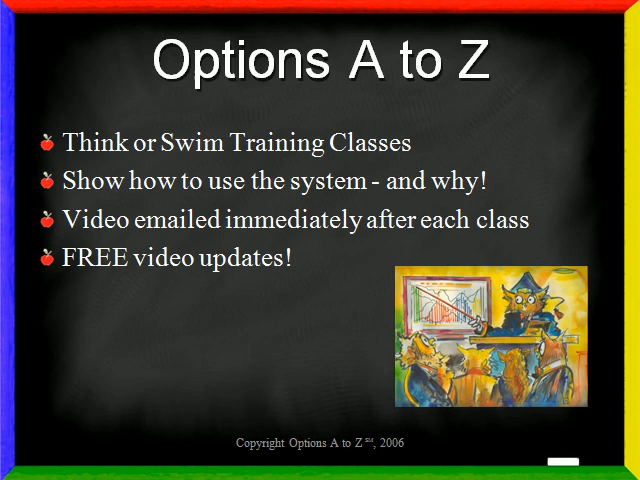 Options A to Z
Think or Swim Training Classes
Show how to use the system - and why!
Video emailed immediately after each class
FREE video updates!
Copyright Options A to Z ℠, 2006